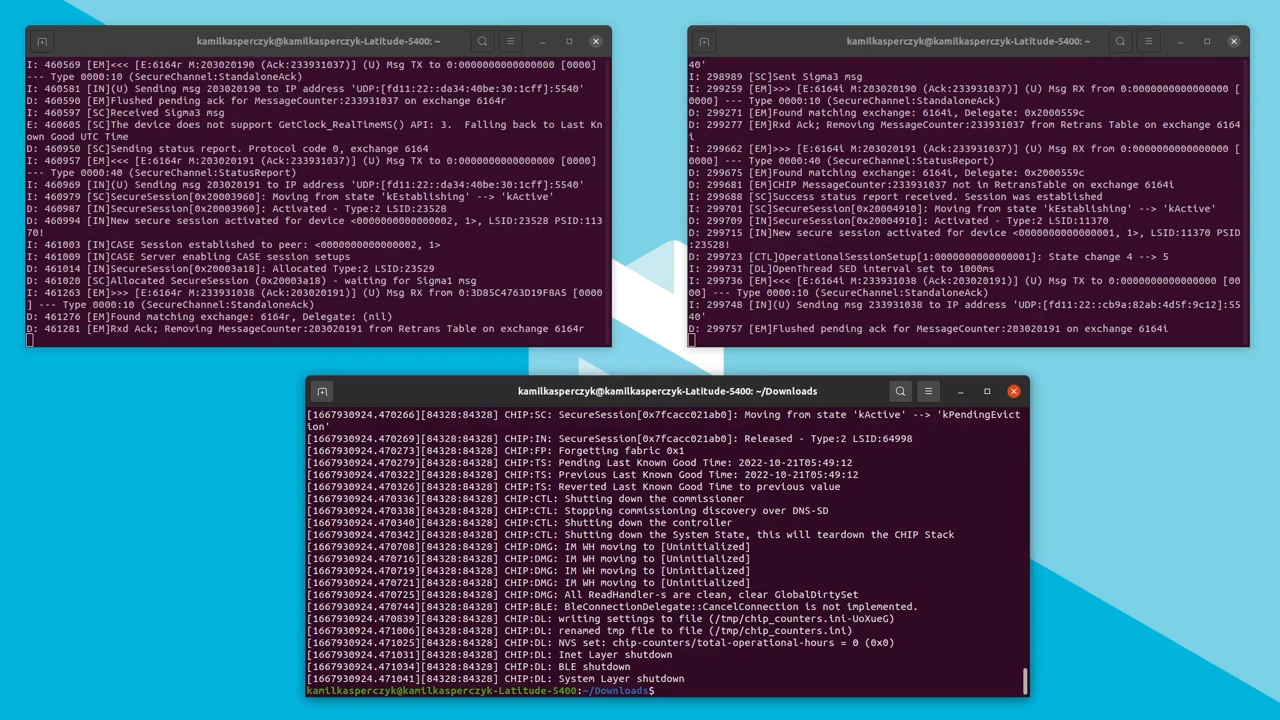 kamilkasperczyk@kamilkasperczyk-Latitude-5400: ~
I: 460569 [EM]<<< [E:6164r M:203020190 (Ack:233931037)] (U) Msg TX to 0:0000000000000000 [0000]
--- Type 0000:10 (SecureChannel:StandaloneAck)
I: 460581 [IN](U) Sending msg 203020190 to IP address 'UDP:[fd11:22::da34:40be:30:1cff]:5540'
D: 460590 [EM]Flushed pending ack for MessageCounter:233931037 on exchange 6164r
I: 460597 [SC]Received Sigma3 msg
E: 460605 [SC]The device does not support GetClock_RealTimeMS() API: 3.  Falling back to Last Kn
own Good UTC Time
D: 460950 [SC]Sending status report. Protocol code 0, exchange 6164
I: 460957 [EM]<<< [E:6164r M:203020191 (Ack:233931037)] (U) Msg TX to 0:0000000000000000 [0000]
--- Type 0000:40 (SecureChannel:StatusReport)
I: 460969 [IN](U) Sending msg 203020191 to IP address 'UDP:[fd11:22::da34:40be:30:1cff]:5540'
I: 460979 [SC]SecureSession[0x20003960]: Moving from state 'kEstablishing' --> 'kActive'
D: 460987 [IN]SecureSession[0x20003960]: Activated - Type:2 LSID:23528
D: 460994 [IN]New secure session activated for device <0000000000000002, 1>, LSID:23528 PSID:113
70!
I: 461003 [IN]CASE Session established to peer: <0000000000000002, 1>
I: 461009 [IN]CASE Server enabling CASE session setups
D: 461014 [IN]SecureSession[0x20003a18]: Allocated Type:2 LSID:23529
D: 461020 [SC]Allocated SecureSession (0x20003a18) - waiting for Sigma1 msg
I: 461263 [EM]>>> [E:6164r M:233931038 (Ack:203020191)] (U) Msg RX from 0:3D85C4763D19F8A5 [0000
] --- Type 0000:10 (SecureChannel:StandaloneAck)
D: 461276 [EM]Found matching exchange: 6164r, Delegate: (nil)
D: 461281 [EM]Rxd Ack; Removing MessageCounter:203020191 from Retrans Table on exchange 6164r
kamilkasperczyk@kamilkasperczyk-Latitude-5400: ~
40'
I: 298989 [SC]Sent Sigma3 msg
I: 299259 [EM]>>> [E:6164i M:203020190 (Ack:233931037)] (U) Msg RX from 0:0000000000000000 [
0000] --- Type 0000:10 (SecureChannel:StandaloneAck)
D: 299271 [EM]Found matching exchange: 6164i, Delegate: 0x2000559c
D: 299277 [EM]Rxd Ack; Removing MessageCounter:233931037 from Retrans Table on exchange 6164
i
I: 299662 [EM]>>> [E:6164i M:203020191 (Ack:233931037)] (U) Msg RX from 0:0000000000000000 [
0000] --- Type 0000:40 (SecureChannel:StatusReport)
D: 299675 [EM]Found matching exchange: 6164i, Delegate: 0x2000559c
D: 299681 [EM]CHIP MessageCounter:233931037 not in RetransTable on exchange 6164i
I: 299688 [SC]Success status report received. Session was established
I: 299701 [SC]SecureSession[0x20004910]: Moving from state 'kEstablishing' --> 'kActive'
D: 299709 [IN]SecureSession[0x20004910]: Activated - Type:2 LSID:11370
D: 299715 [IN]New secure session activated for device <0000000000000001, 1>, LSID:11370 PSID
:23528!
D: 299723 [CTL]OperationalSessionSetup[1:0000000000000001]: State change 4 --> 5
I: 299731 [DL]OpenThread SED interval set to 1000ms
I: 299736 [EM]<<< [E:6164i M:233931038 (Ack:203020191)] (U) Msg TX to 0:0000000000000000 [00
00] --- Type 0000:10 (SecureChannel:StandaloneAck)
I: 299748 [IN](U) Sending msg 233931038 to IP address 'UDP:[fd11:22::cb9a:82ab:4d5f:9c12]:55
40'
D: 299757 [EM]Flushed pending ack for MessageCounter:203020191 on exchange 6164i
kamilkasperczyk@kamilkasperczyk-Latitude-5400: ~/Downloads
[1667930924.470266][84328:84328] CHIP:SC: SecureSession[0x7fcacc021ab0]: Moving from state 'kActive' --> 'kPendingEvict
ion'
[1667930924.470269][84328:84328] CHIP:IN: SecureSession[0x7fcacc021ab0]: Released - Type:2 LSID:64998
[1667930924.470273][84328:84328] CHIP:FP: Forgetting fabric 0x1
[1667930924.470279][84328:84328] CHIP:TS: Pending Last Known Good Time: 2022-10-21T05:49:12
[1667930924.470322][84328:84328] CHIP:TS: Previous Last Known Good Time: 2022-10-21T05:49:12
[1667930924.470326][84328:84328] CHIP:TS: Reverted Last Known Good Time to previous value
[1667930924.470336][84328:84328] CHIP:CTL: Shutting down the commissioner
[1667930924.470338][84328:84328] CHIP:CTL: Stopping commissioning discovery over DNS-SD
[1667930924.470340][84328:84328] CHIP:CTL: Shutting down the controller
[1667930924.470342][84328:84328] CHIP:CTL: Shutting down the System State, this will teardown the CHIP Stack
[1667930924.470708][84328:84328] CHIP:DMG: IM WH moving to [Uninitialized]
[1667930924.470716][84328:84328] CHIP:DMG: IM WH moving to [Uninitialized]
[1667930924.470719][84328:84328] CHIP:DMG: IM WH moving to [Uninitialized]
[1667930924.470721][84328:84328] CHIP:DMG: IM WH moving to [Uninitialized]
[1667930924.470725][84328:84328] CHIP:DMG: All ReadHandler-s are clean, clear GlobalDirtySet
[1667930924.470744][84328:84328] CHIP:BLE: BleConnectionDelegate::CancelConnection is not implemented.
[1667930924.470839][84328:84328] CHIP:DL: writing settings to file (/tmp/chip_counters.ini-UoXueG)
[1667930924.471006][84328:84328] CHIP:DL: renamed tmp file to file (/tmp/chip_counters.ini)
[1667930924.471025][84328:84328] CHIP:DL: NVS set: chip-counters/total-operational-hours = 0 (0x0)
[1667930924.471031][84328:84328] CHIP:DL: Inet Layer shutdown
[1667930924.471034][84328:84328] CHIP:DL: BLE shutdown
[1667930924.471041][84328:84328] CHIP:DL: System Layer shutdown
kamilkasperczyk@kamilkasperczyk-Latitude-5400:~/Downloads$